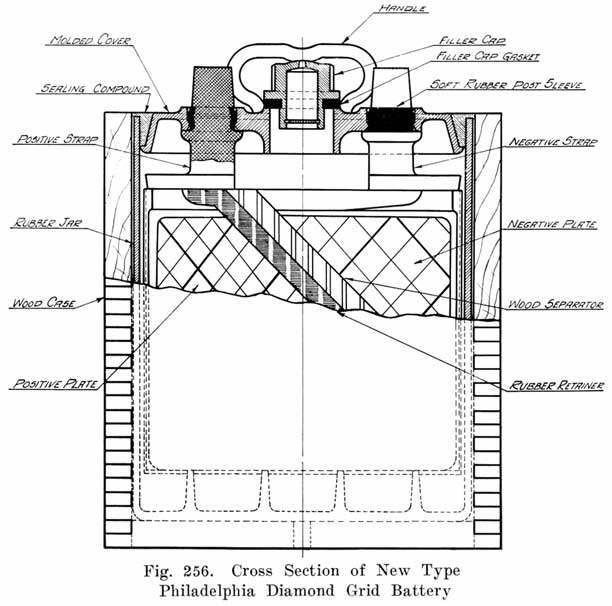 HANDLE
MOLDED COVER
FILLER CAP
FILLER CAP GASKET
SEALING COMPOUND
SOFT RUBBER POST SLEEVE
POSITIVE STRAP
NEGATIVE STRAP
RUBBER JAR
NEGATIVE PLATE
WOOD CASE
WOOD SEPARATOR
POSITIVE PLATE
RUBBER RETAINER
Fig. 256. Cross Section of New Type
Philadelphia Diamond Grid Battery